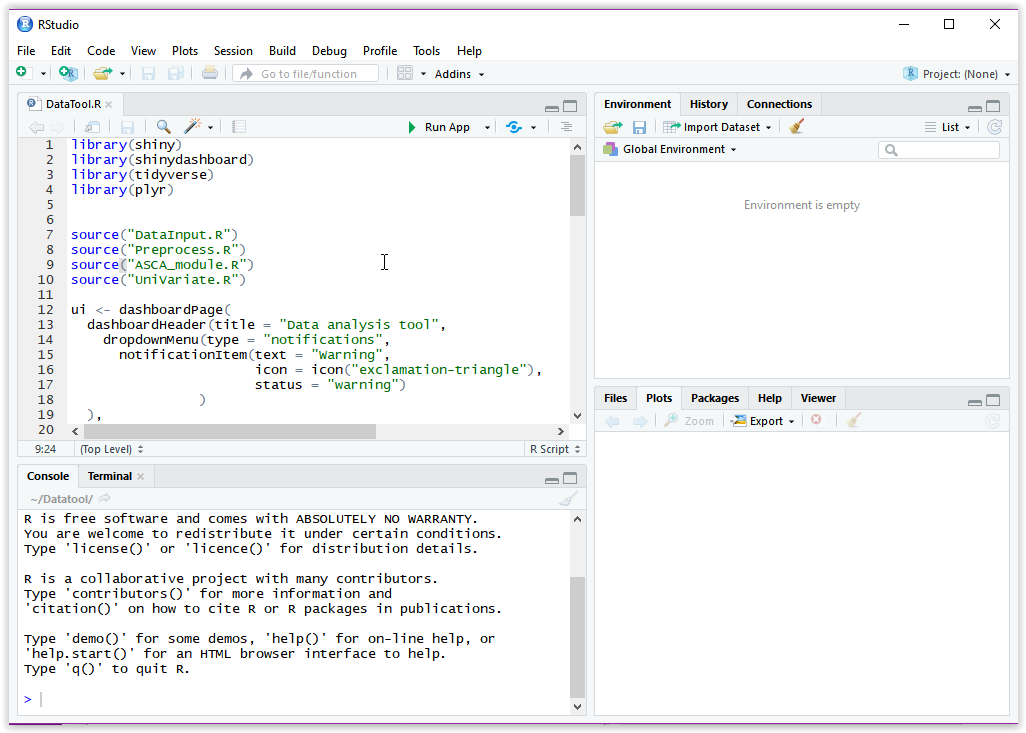 RStudio
File Edit Code View Plots Session Build Debug Profile Tools Help
Go to file/function Addins Project: (None)
DataTool.R
Run App
1 library(shiny)
2 library(shinydashboard)
3 library(tidyverse)
4 library(plyr)
5
6
7 source("DataInput.R")
8 source("Preprocess.R")
9 source("ASCA_module.R")
10 source("UniVariate.R")
11
12 ui <- dashboardPage(
13 dashboardHeader(title = "Data analysis tool",
14 dropdownMenu(type = "notifications",
15 notificationItem(text = "Warning",
16 icon = icon("exclamation-triangle"),
17 status = "warning")
18 )
19 ),
20
9:24 (Top Level) R Script
Console Terminal
~/Datatool/
R is free software and comes with ABSOLUTELY NO WARRANTY.
You are welcome to redistribute it under certain conditions.
Type 'license()' or 'licence()' for distribution details.
R is a collaborative project with many contributors.
Type 'contributors()' for more information and
'citation()' on how to cite R or R packages in publications.
Type 'demo()' for some demos, 'help()' for on-line help, or
'help.start()' for an HTML browser interface to help.
Type 'q()' to quit R.
>
Environment History Connections
Import Dataset List
Global Environment
Environment is empty
Files Plots Packages Help Viewer
Zoom Export